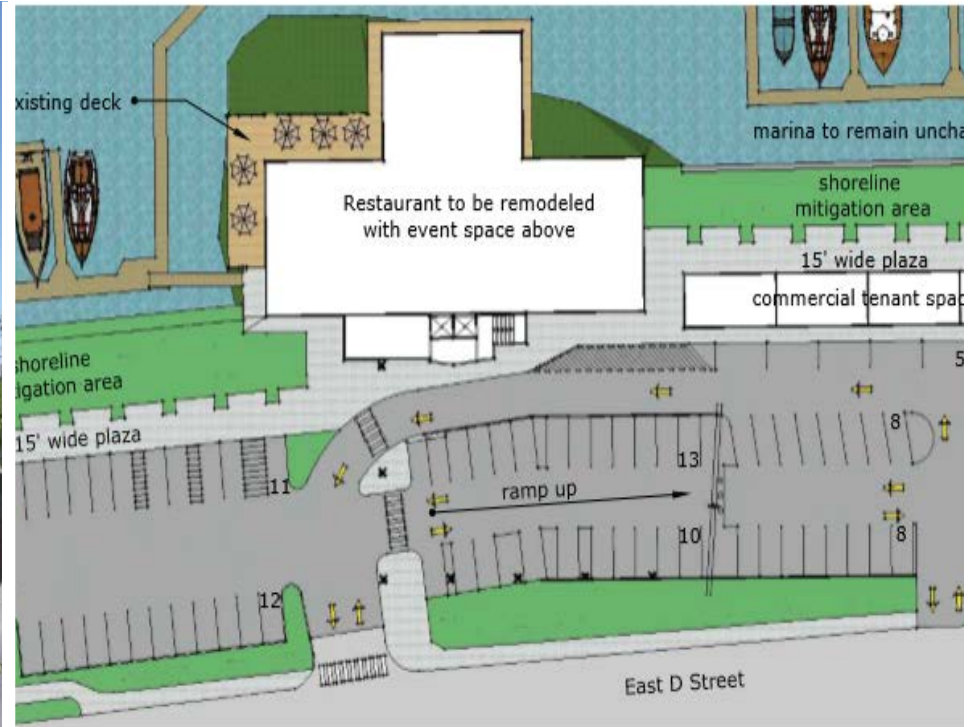 xisting deck
marina to remain uncha
shoreline
mitigation area
Restaurant to be remodeled
with event space above
15' wide plaza
commercial tenant spac
shoreline
igation area
15' wide plaza
5
8
13
11
ramp up
10
8
12
East D Street